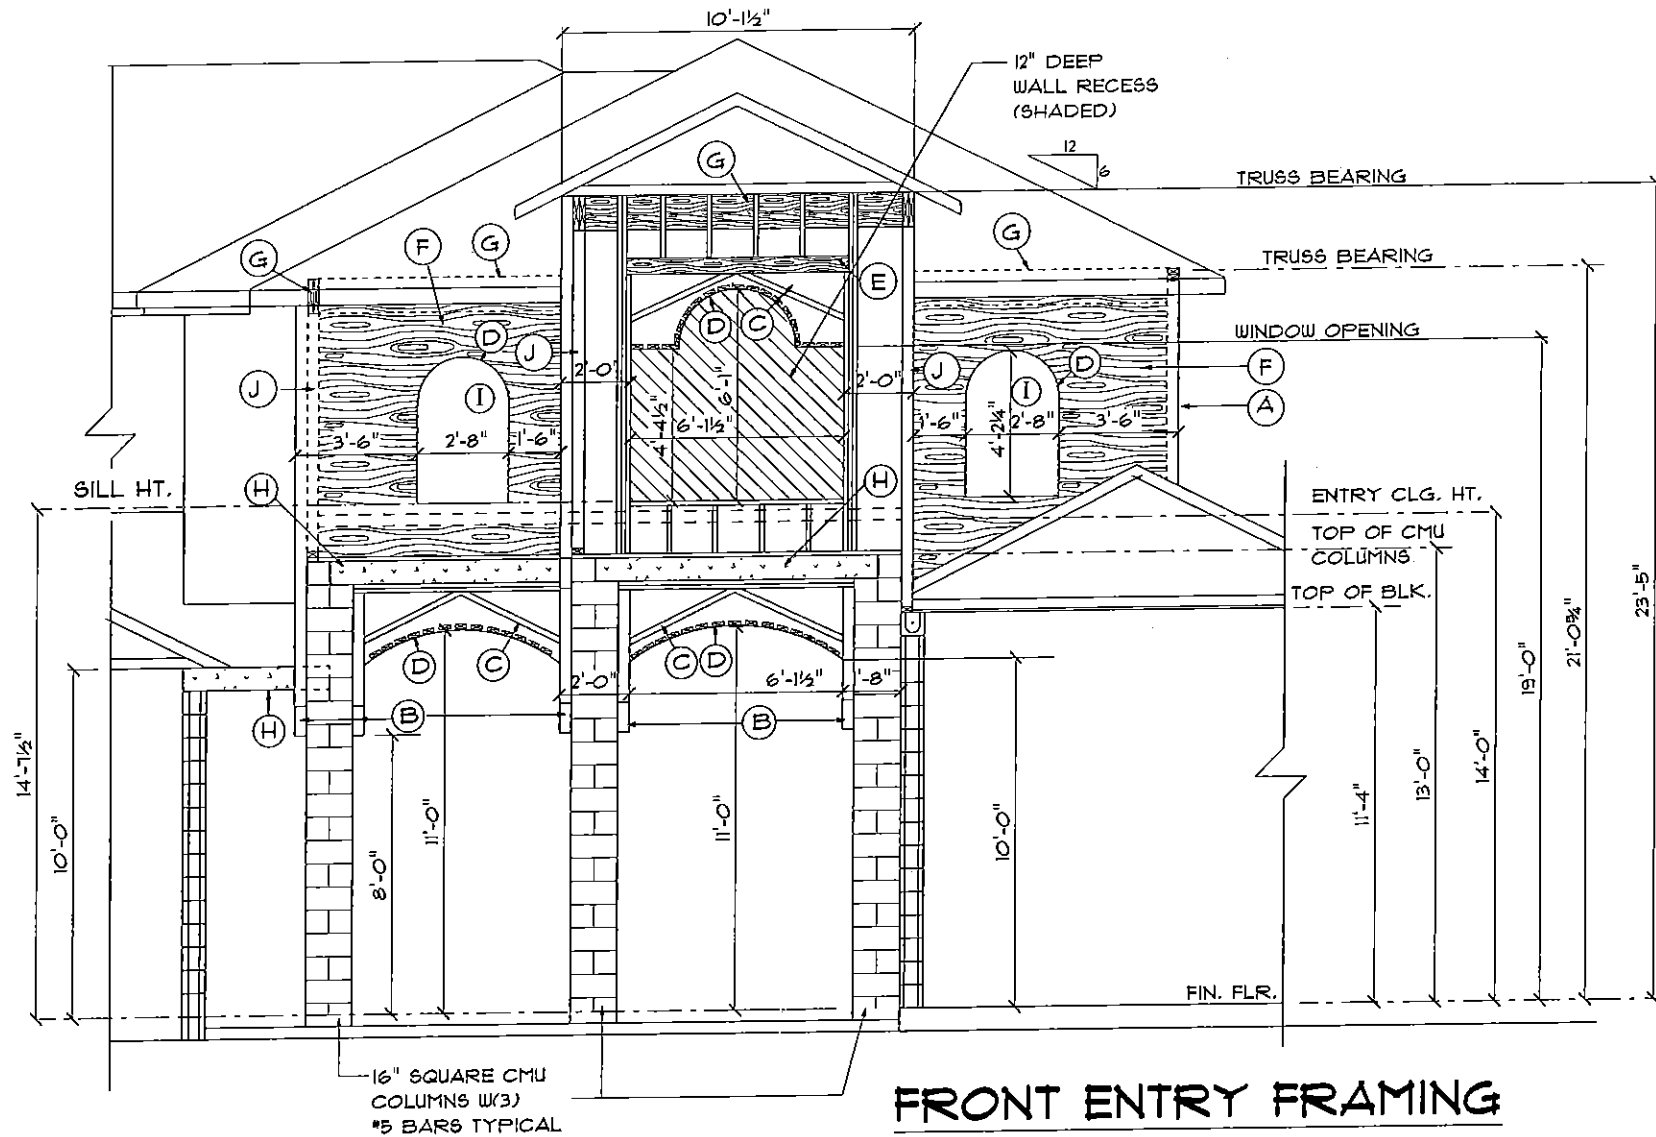 10'-1½"
12" DEEP
WALL RECESS
(SHADED)
12
6
G
TRUSS BEARING
F
G
G
G
TRUSS BEARING
E
D
C
WINDOW OPENING
D
J
J
D
J
F
A
I
I
2'-0"
2'-0"
4'-4½"
6'-1"
6'-1½"
3'-6"
2'-8"
1'-6"
1'-6"
4'-2¼"
2'-8"
3'-6"
SILL HT.
H
H
ENTRY CLG. HT.
TOP OF CMU
COLUMNS
TOP OF BLK.
D
C
C
D
2'-0"
6'-1½"
1'-8"
B
B
H
14'-7½"
10'-0"
8'-0"
11'-0"
11'-0"
10'-0"
11'-4"
13'-0"
14'-0"
19'-0"
21'-0¾"
23'-5"
FIN. FLR.
16" SQUARE CMU
COLUMNS W(3)
#5 BARS TYPICAL
FRONT ENTRY FRAMING